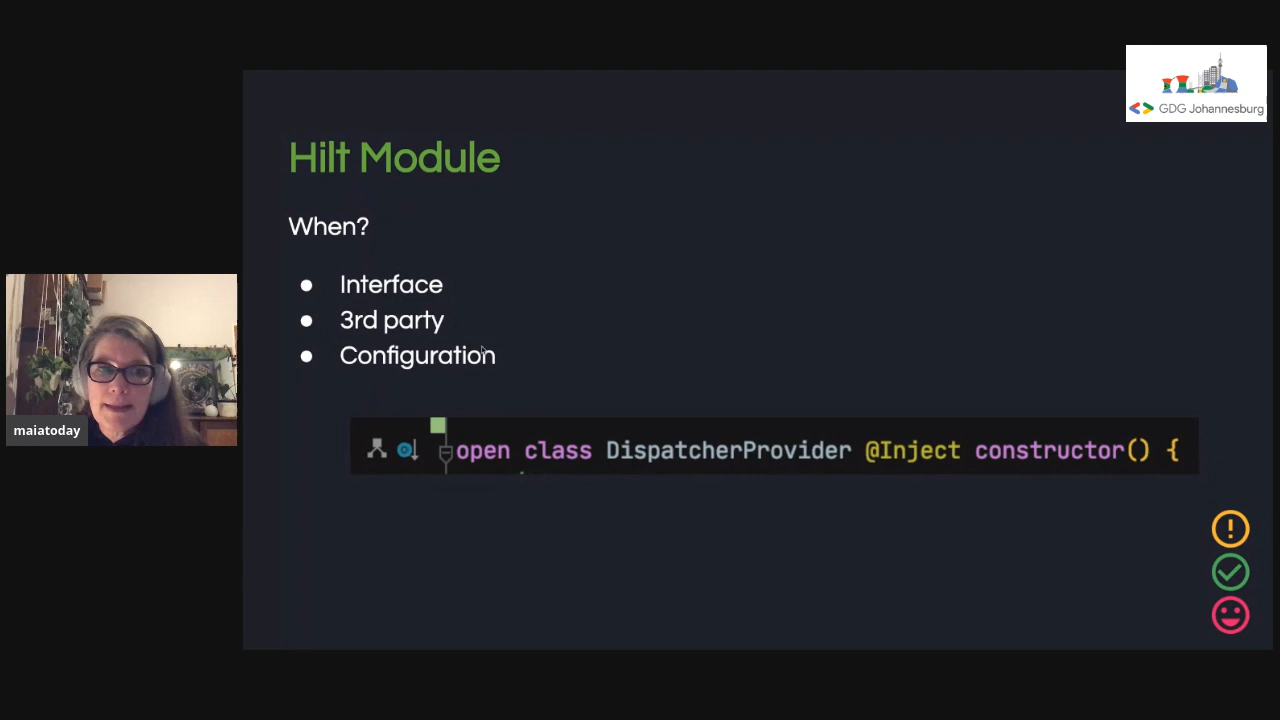 GDG Johannesburg
Hilt Module
When?
● Interface
● 3rd party
● Configuration
open class DispatcherProvider @Inject constructor() {
maiatoday